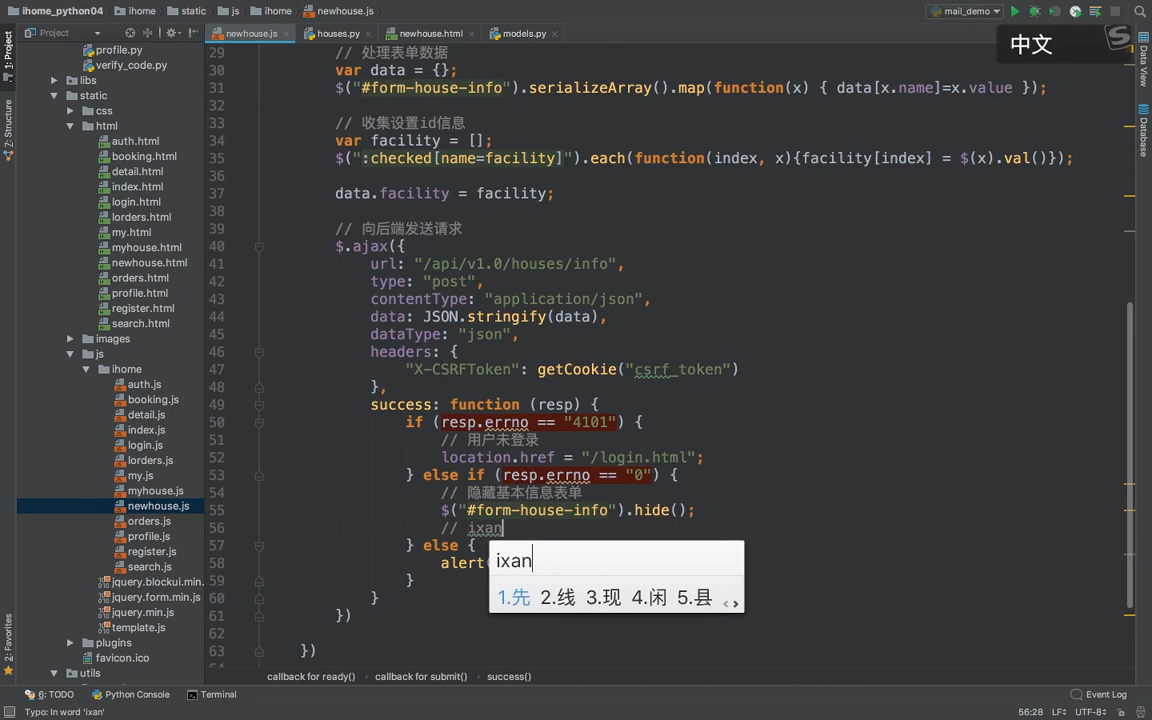 ihome_python04 ihome static js ihome newhouse.js mail_demo
Project newhouse.js houses.py newhouse.html models.py
中文
1: Project
7: Structure
2: Favorites
Data View
Database
profile.py
verify_code.py
libs
static
css
html
auth.html
booking.html
detail.html
index.html
login.html
lorders.html
my.html
myhouse.html
newhouse.html
orders.html
profile.html
register.html
search.html
images
js
ihome
auth.js
booking.js
detail.js
index.js
login.js
lorders.js
my.js
myhouse.js
newhouse.js
orders.js
profile.js
register.js
search.js
jquery.blockui.min.
jquery.form.min.js
jquery.min.js
template.js
plugins
favicon.ico
utils
29 // 处理表单数据
30 var data = {};
31 $("#form-house-info").serializeArray().map(function(x) { data[x.name]=x.value });
32
33 // 收集设置id信息
34 var facility = [];
35 $(":checked[name=facility]").each(function(index, x){facility[index] = $(x).val()});
36
37 data.facility = facility;
38
39 // 向后端发送请求
40 $.ajax({
41 url: "/api/v1.0/houses/info",
42 type: "post",
43 contentType: "application/json",
44 data: JSON.stringify(data),
45 dataType: "json",
46 headers: {
47 "X-CSRFToken": getCookie("csrf_token")
48 },
49 success: function (resp) {
50 if (resp.errno == "4101") {
51 // 用户未登录
52 location.href = "/login.html";
53 } else if (resp.errno == "0") {
54 // 隐藏基本信息表单
55 $("#form-house-info").hide();
56 // ixan
57 } else {
58 alert(
59 }
60 }
61 })
62
63 })
ixan
1.先 2.线 3.现 4.闲 5.县 < >
callback for ready() callback for submit() success()
6: TODO Python Console Terminal Event Log
Typo: In word 'ixan' 56:28 LF÷ UTF-8÷